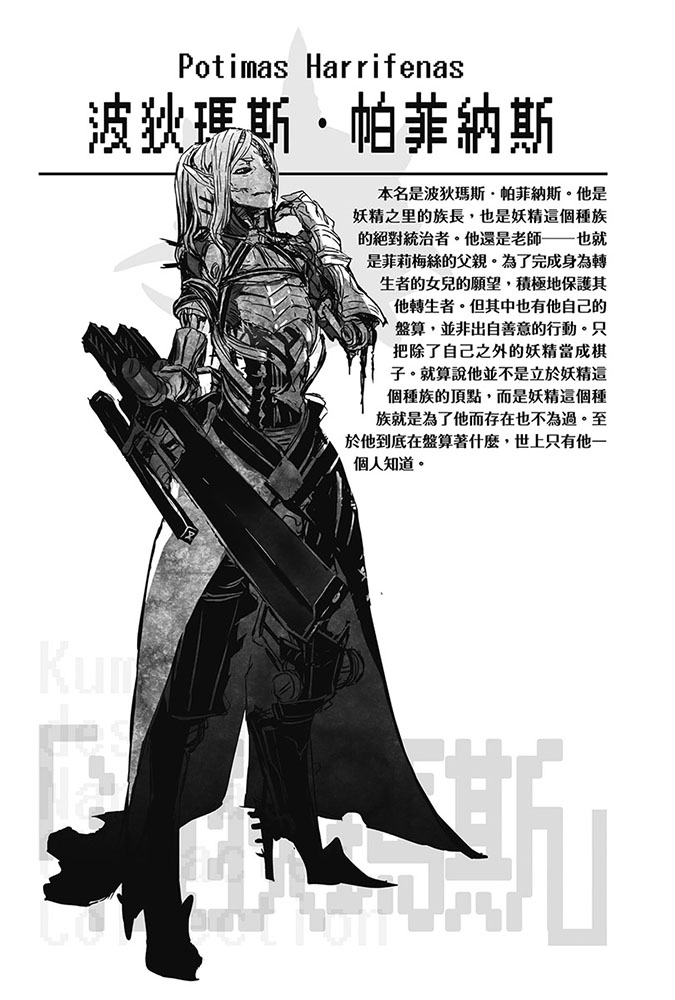 Potimas Harrifenas
波狄瑪斯・帕菲納斯
本名是波狄瑪斯・帕菲納斯。他是
妖精之里的族長，也是妖精這個種族
的絕對統治者。他還是老師——也就
是菲莉梅絲的父親。為了完成身為轉
生者的女兒的願望，積極地保護其
他轉生者。但其中也有他自己的
盤算，並非出自善意的行動。只
把除了自己之外的妖精當成棋
子。就算說他並不是立於妖精這
個種族的頂點，而是妖精這個種
族就是為了他而存在也不為過。至
於他到底在盤算著什麼，世上只有他一
個人知道。